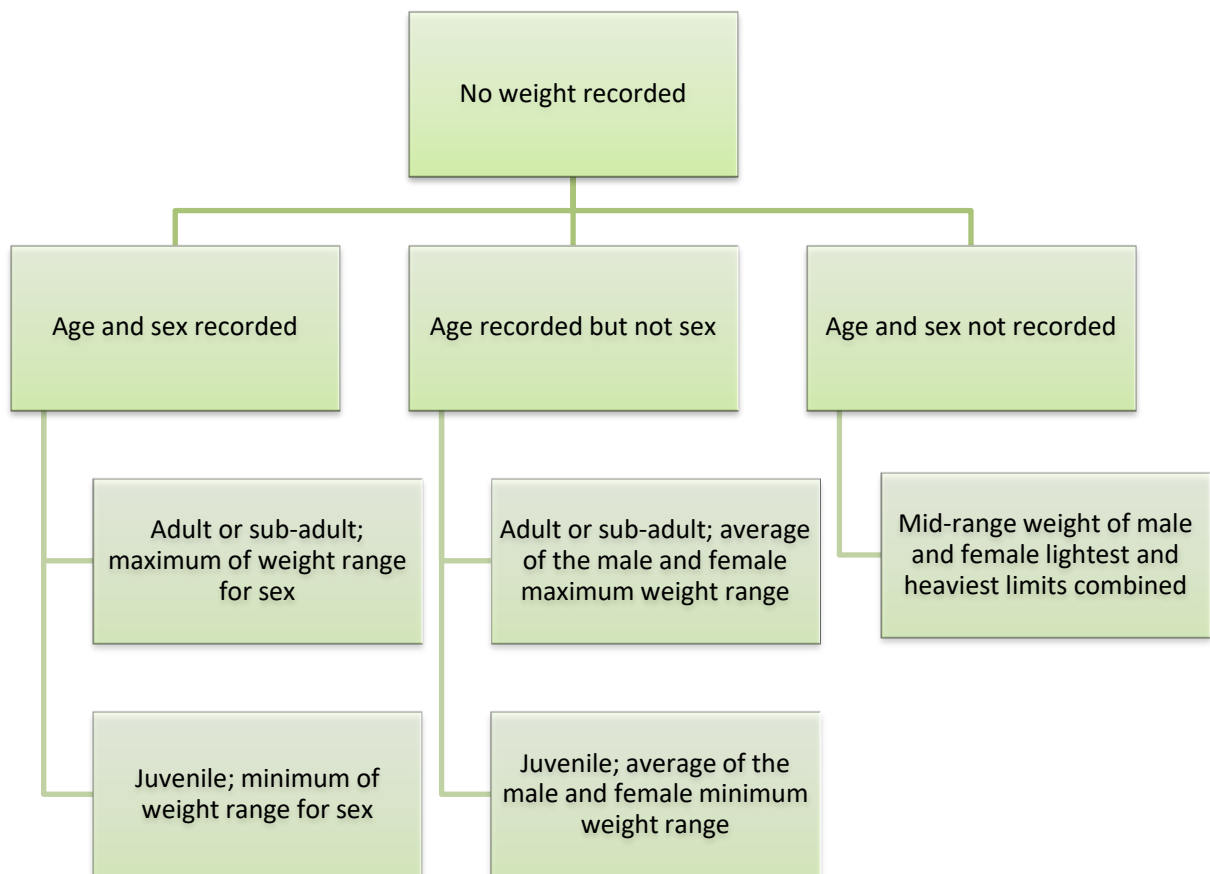 No weight recorded
Age and sex recorded
Age recorded but not sex
Age and sex not recorded
Adult or sub-adult;
maximum of weight range
for sex
Adult or sub-adult; average
of the male and female
maximum weight range
Mid-range weight of male
and female lightest and
heaviest limits combined
Juvenile; minimum of
weight range for sex
Juvenile; average of the
male and female minimum
weight range